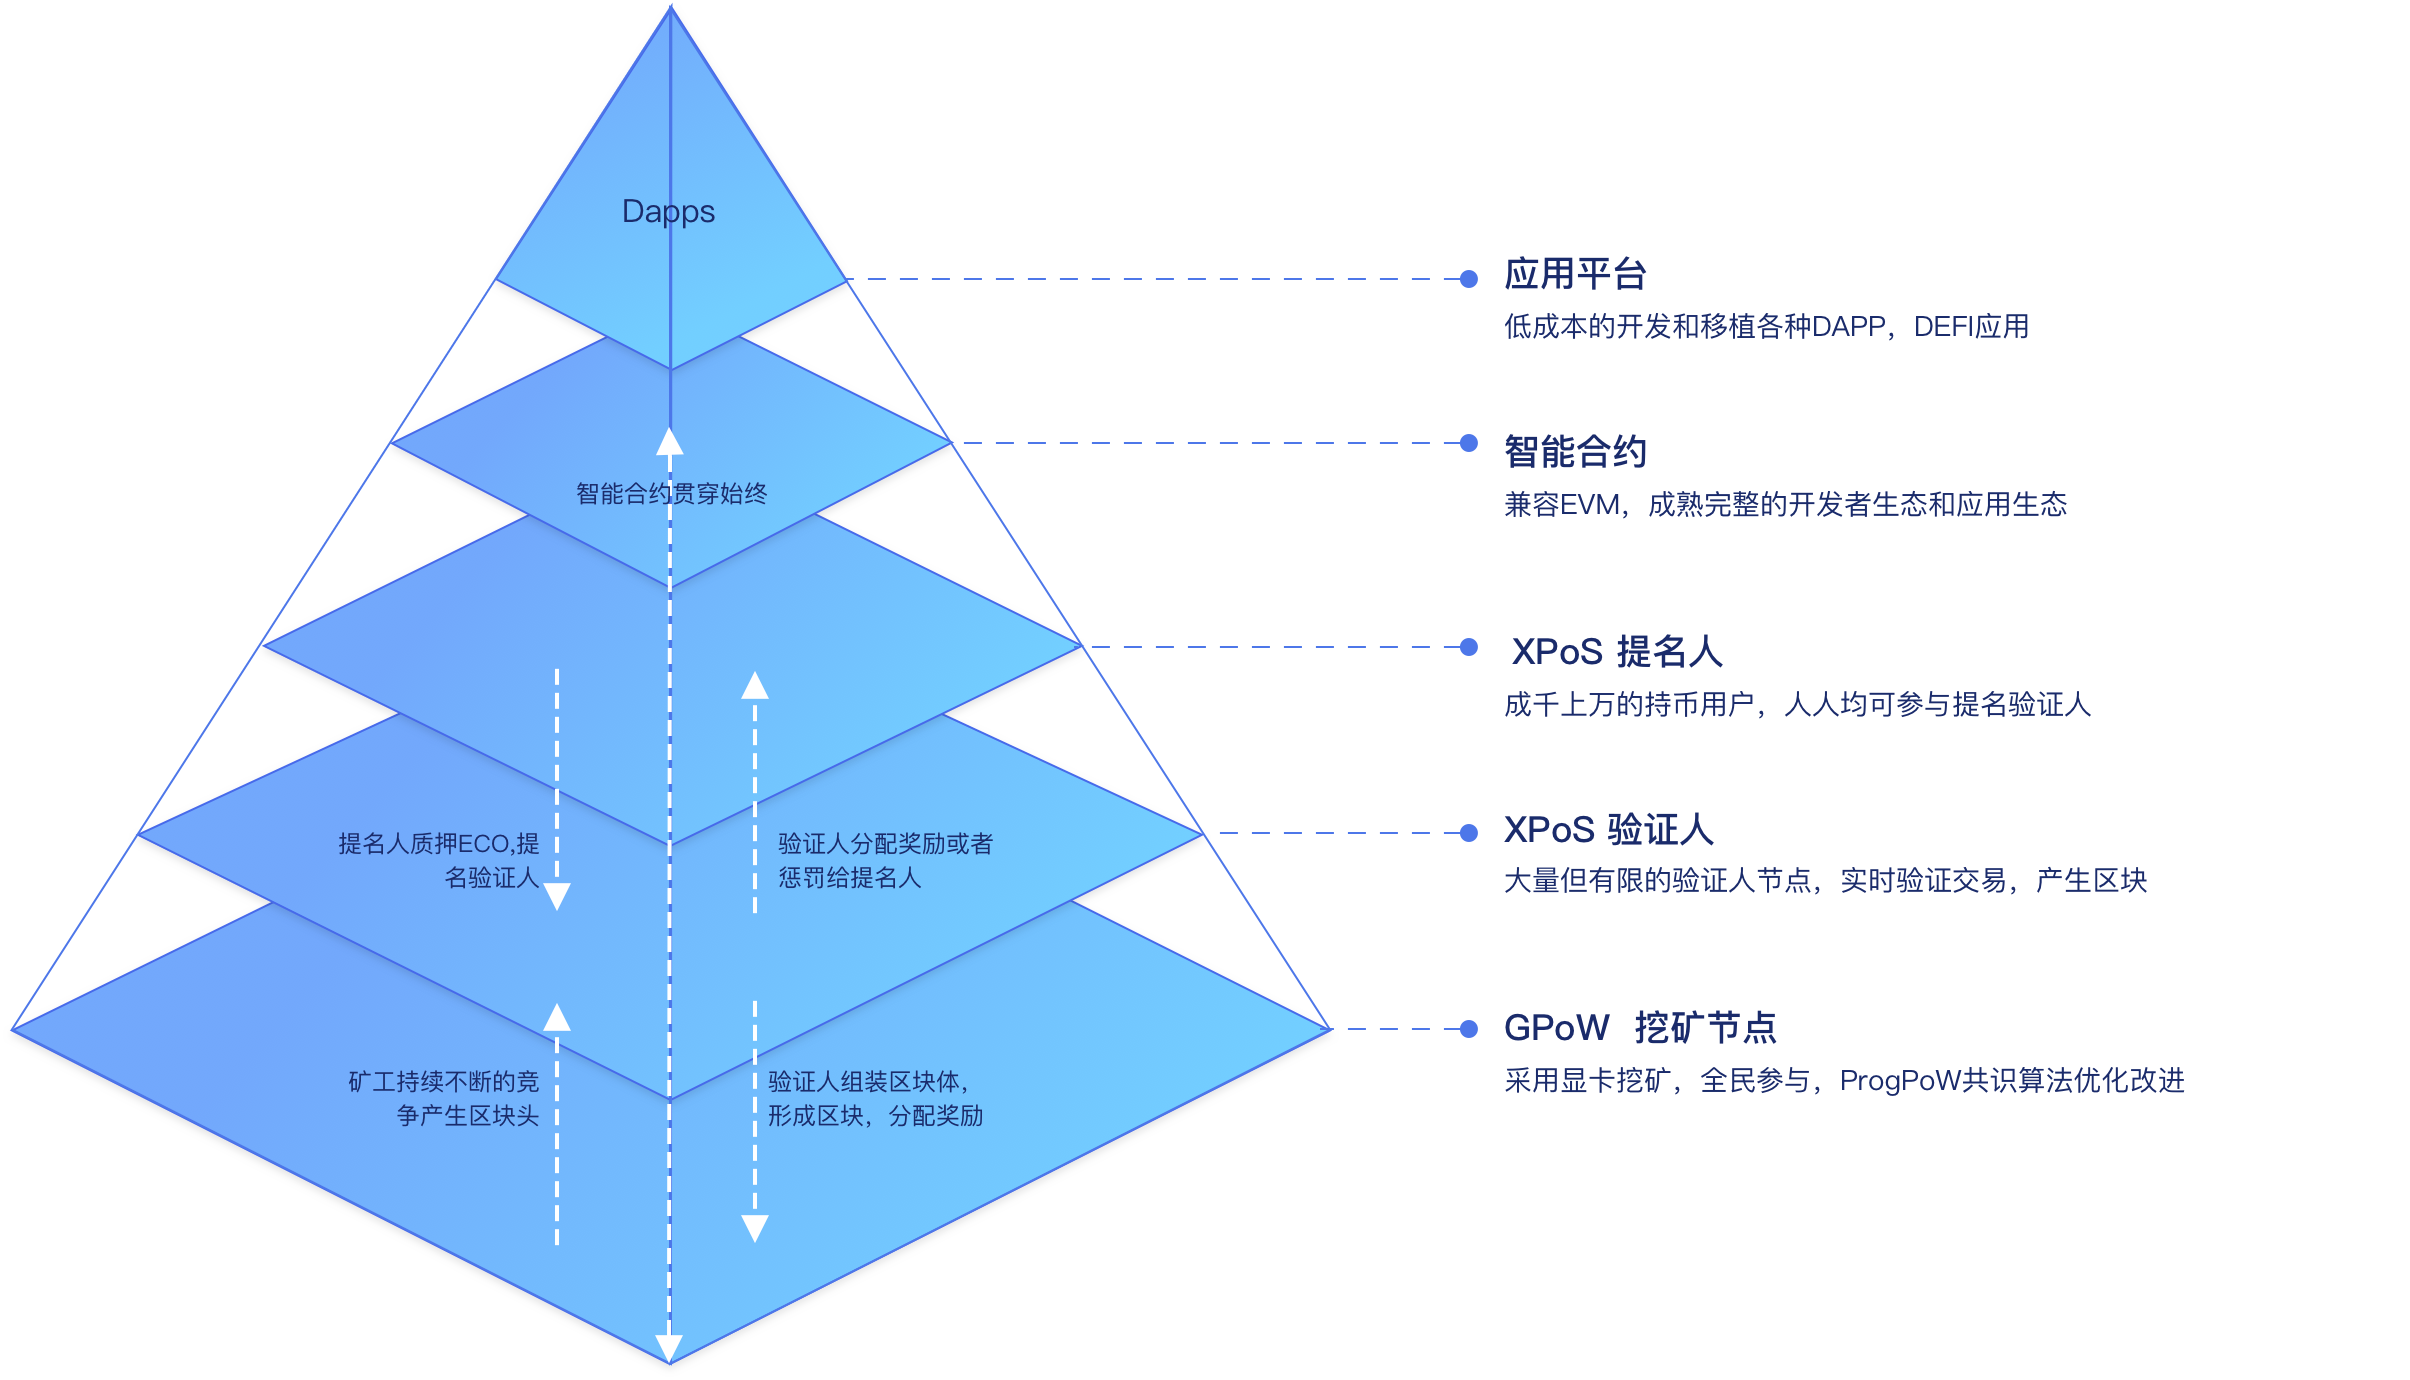 Dapps
应用平台
低成本的开发和移植各种DAPP，DEFI应用
智能合约
智能合约贯穿始终
兼容EVM，成熟完整的开发者生态和应用生态
XPoS 提名人
成千上万的持币用户，人人均可参与提名验证人
提名人质押ECO,提
名验证人
验证人分配奖励或者
惩罚给提名人
XPoS 验证人
大量但有限的验证人节点，实时验证交易，产生区块
GPoW 挖矿节点
采用显卡挖矿，全民参与，ProgPoW共识算法优化改进
矿工持续不断的竞
争产生区块头
验证人组装区块体，
形成区块，分配奖励